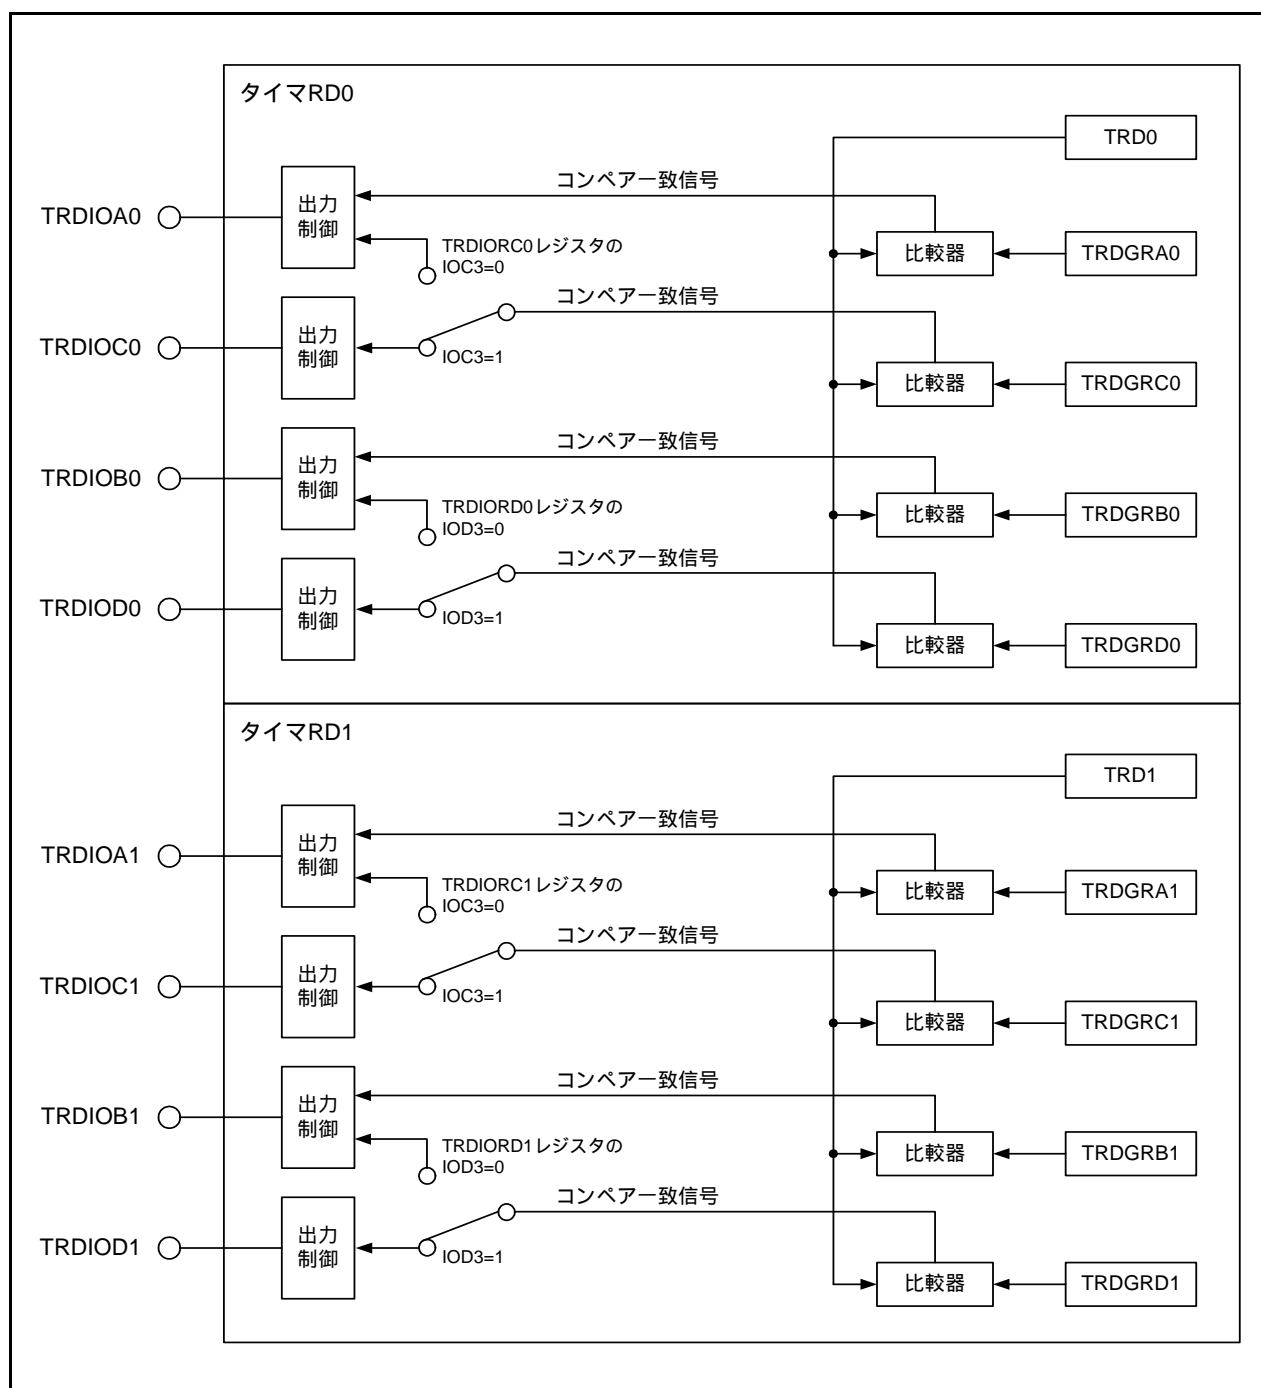 タイマRD0
TRD0
コンペア一致信号
TRDIOA0
出力
制御
TRDIORC0レジスタの
IOC3=0
比較器
TRDGRA0
コンペア一致信号
TRDIOC0
出力
制御
IOC3=1
比較器
TRDGRC0
コンペア一致信号
TRDIOB0
出力
制御
TRDIORD0レジスタの
IOD3=0
比較器
TRDGRB0
コンペア一致信号
TRDIOD0
出力
制御
IOD3=1
比較器
TRDGRD0
タイマRD1
TRD1
コンペア一致信号
TRDIOA1
出力
制御
TRDIORC1レジスタの
IOC3=0
比較器
TRDGRA1
コンペア一致信号
TRDIOC1
出力
制御
IOC3=1
比較器
TRDGRC1
コンペア一致信号
TRDIOB1
出力
制御
TRDIORD1レジスタの
IOD3=0
比較器
TRDGRB1
コンペア一致信号
TRDIOD1
出力
制御
IOD3=1
比較器
TRDGRD1